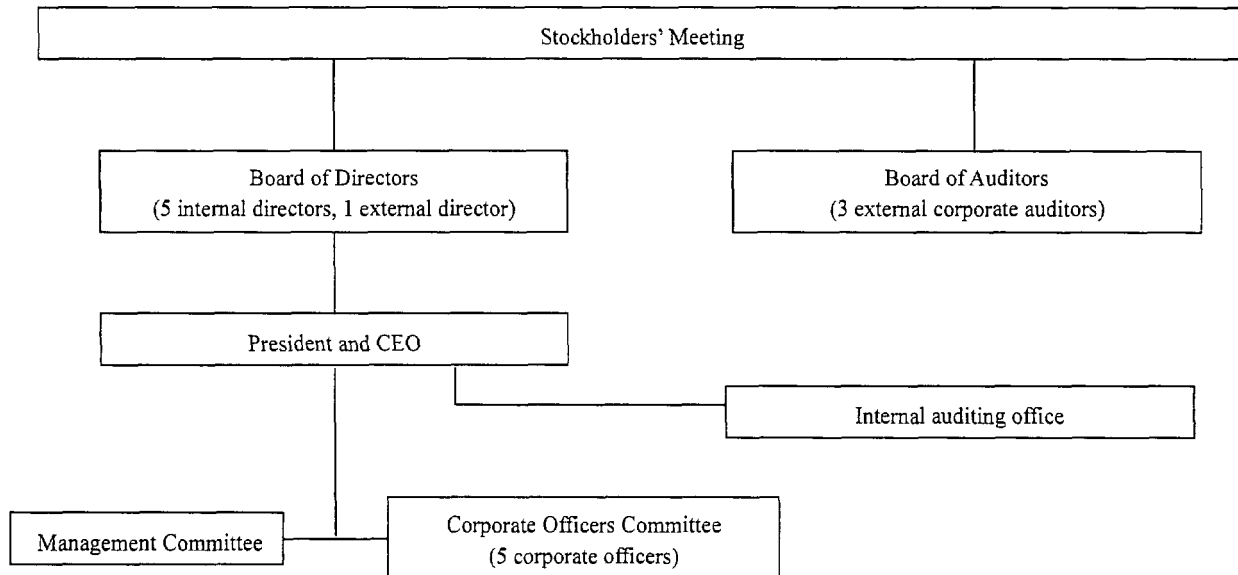 Stockholders’ Meeting
Board of Directors
(5 internal directors, 1 external director)
Board of Auditors
(3 external corporate auditors)
President and CEO
Internal auditing office
Management Committee
Corporate Officers Committee
(5 corporate officers)